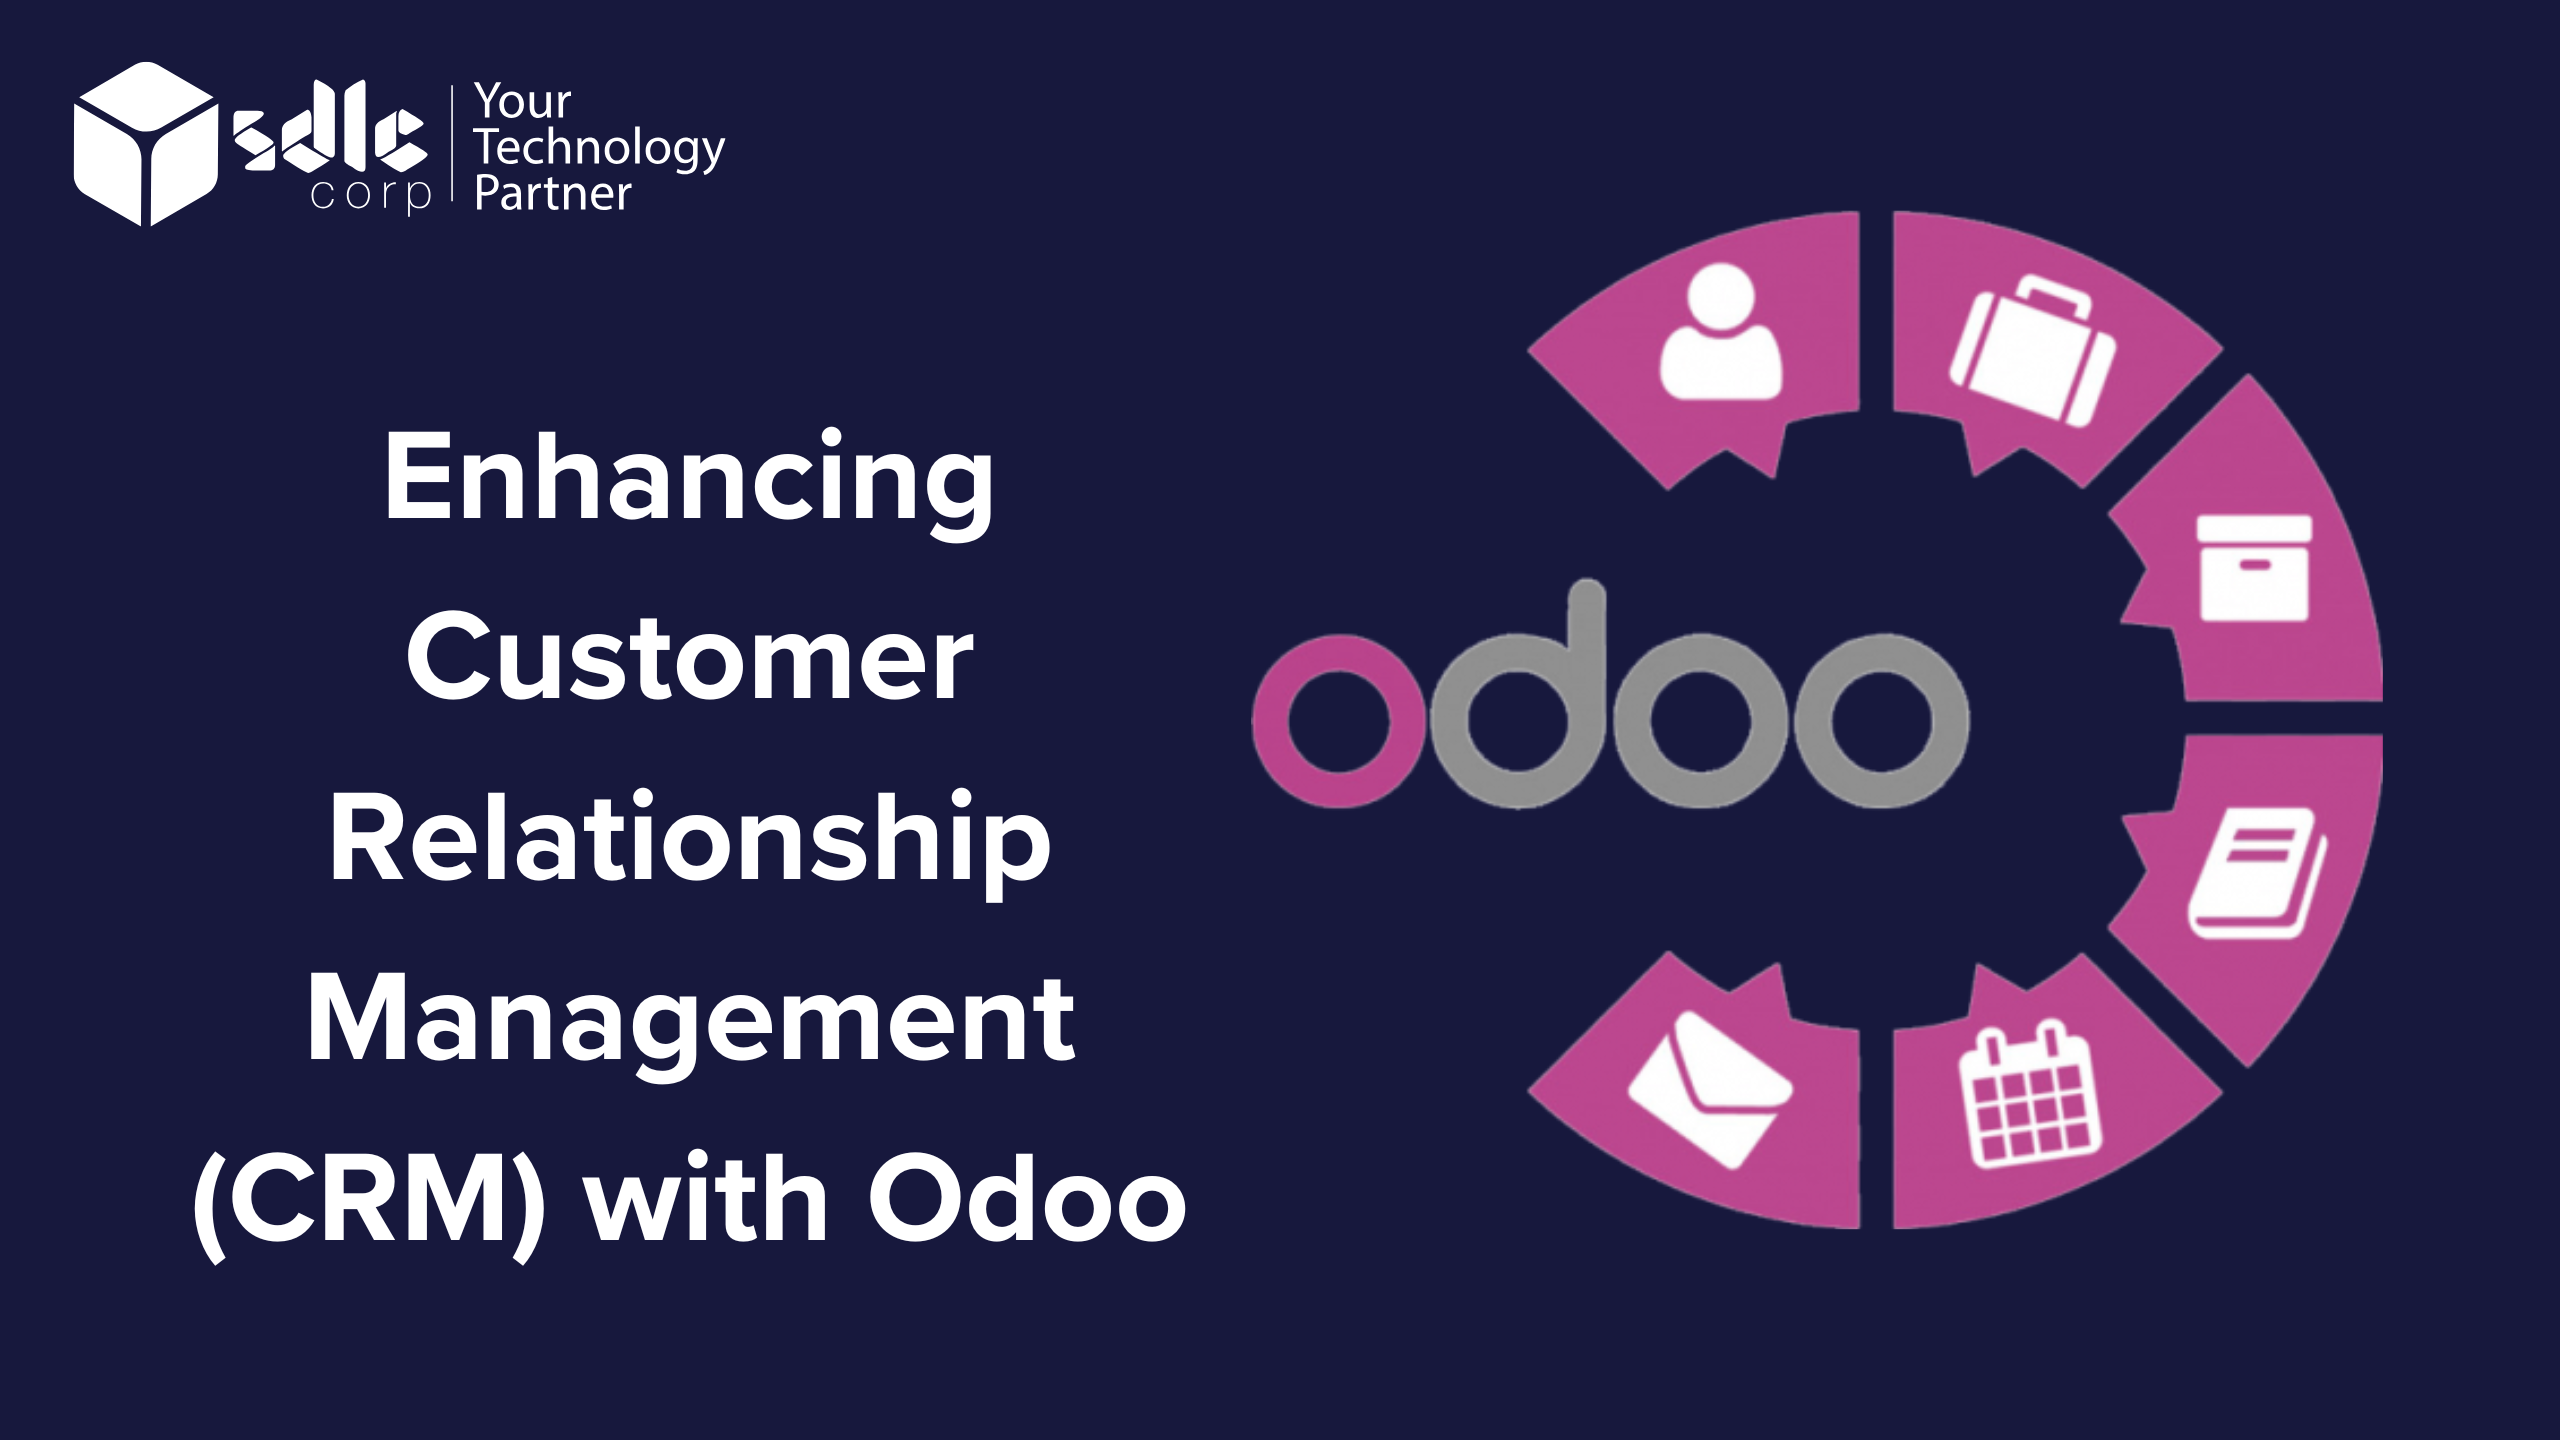 sdlc
corp
Your
Technology
Partner
Enhancing
Customer
Relationship
Management
(CRM) with Odoo
odoo